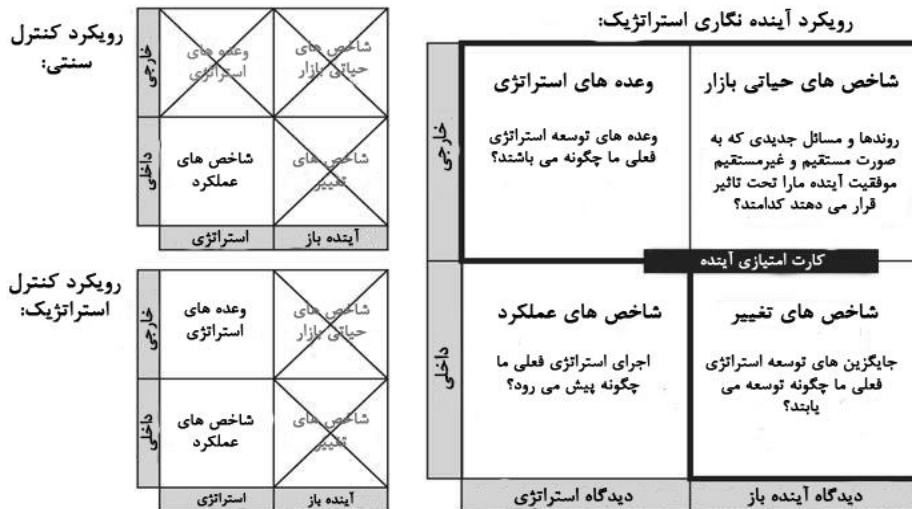 رویکرد آینده نگاری استراتژیک:
خارجی
شاخص های حیاتی بازار
روندها و مسائل جدیدی که به
صورت مستقیم و غیرمستقیم
موفقیت آینده مارا تحت تاثیر
قرار می دهند کدامند؟
وعده های استراتژی
وعده های توسعه استراتژی
فعلی ما چگونه می باشند؟
کارت امتیازی آینده
داخلی
شاخص های تغییر
جایگزین های توسعه استراتژی
فعلی ما چگونه توسعه می
یابتد؟
شاخص های عملکرد
اجرای استراتژی فعلی ما
چگونه پیش می رود؟
دیدگاه آینده باز
دیدگاه استراتژی
رویکرد کنترل
سنتی:
خارجی
شاخص های
حیاتی بازار
وعده های
استراتژی
داخلی
شاخص های
تغییر
شاخص های
عملکرد
آینده باز
استراتژی
رویکرد کنترل
استراتژیک:
خارجی
شاخص های
حیاتی بازار
وعده های
استراتژی
داخلی
شاخص های
تغییر
شاخص های
عملکرد
آینده باز
استراتژی